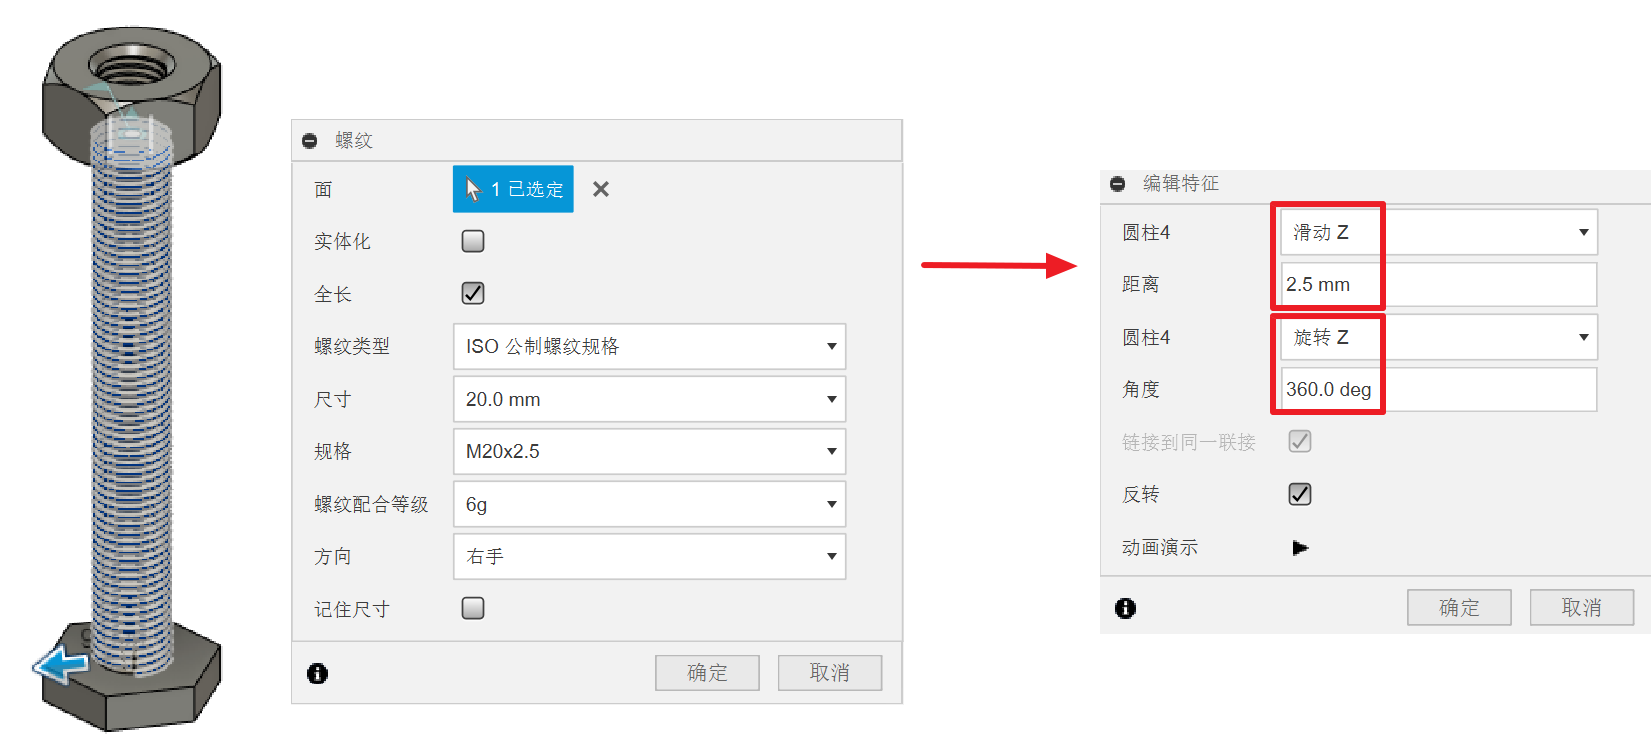 螺纹
面 1 已选定
实体化
全长
螺纹类型 ISO 公制螺纹规格
尺寸 20.0 mm
规格 M20x2.5
螺纹配合等级 6g
方向 右手
记住尺寸
确定 取消
编辑特征
圆柱4 滑动 Z
距离 2.5 mm
圆柱4 旋转 Z
角度 360.0 deg
链接到同一联接
反转
动画演示
确定 取消